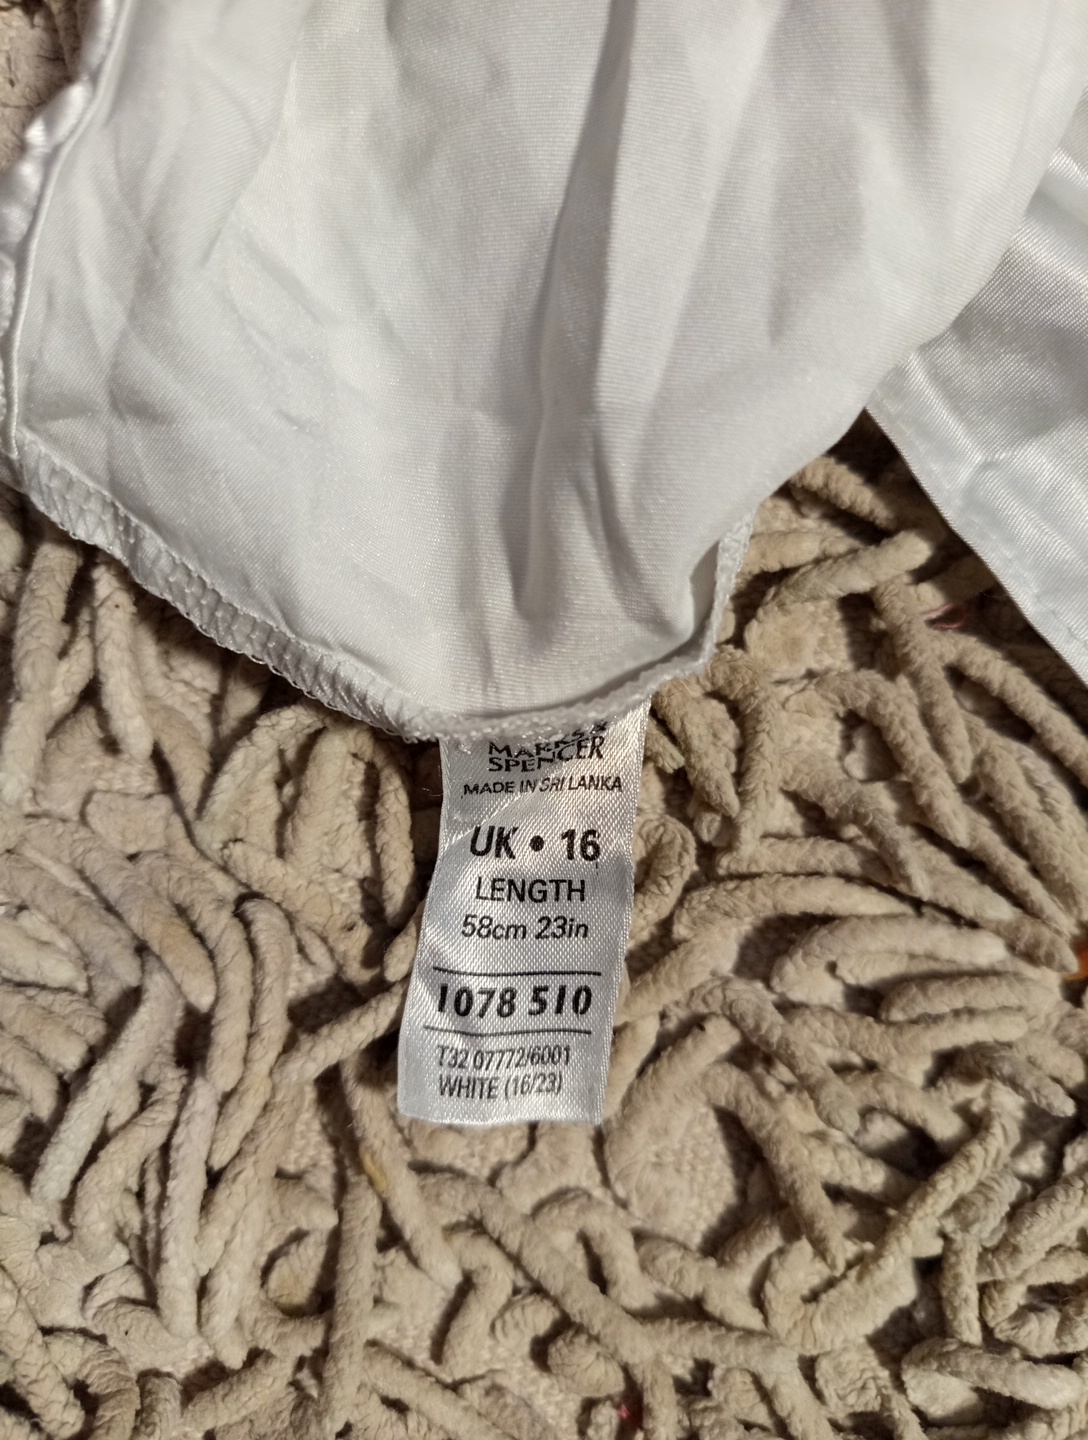 MARKS &
SPENCER
MADE IN SRI LANKA
UK • 16
LENGTH
58cm 23in
1078 510
T32 07772/6001
WHITE (16/23)